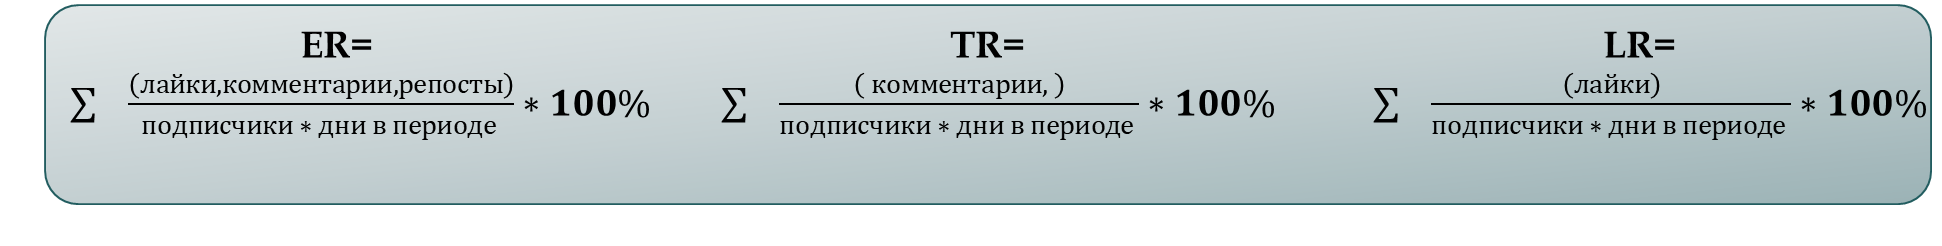 ER= TR= LR=
∑ (лайки,комментарии,репосты) / подписчики * дни в периоде * 100% ∑ ( комментарии, ) / подписчики * дни в периоде * 100% ∑ (лайки) / подписчики * дни в периоде * 100%